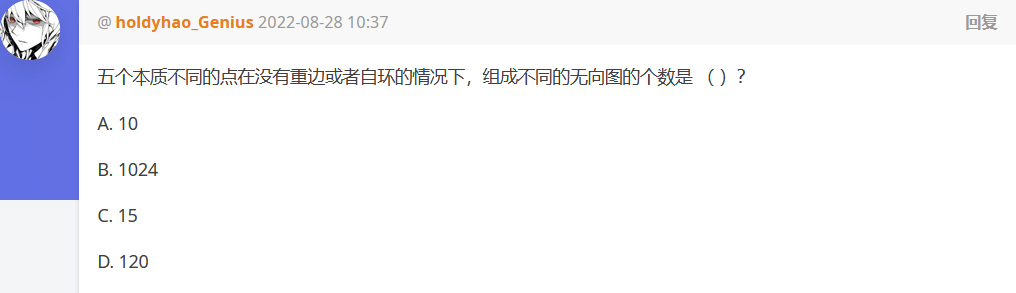 @ holdyhao_Genius 2022-08-28 10:37 回复
五个本质不同的点在没有重边或者自环的情况下，组成不同的无向图的个数是 （ ）？
A. 10
B. 1024
C. 15
D. 120